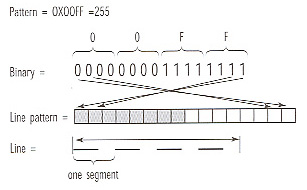 Pattern = 0X00FF =255
0 0 F F
Binary = 0000000011111111
Line pattern =
Line =
one segment